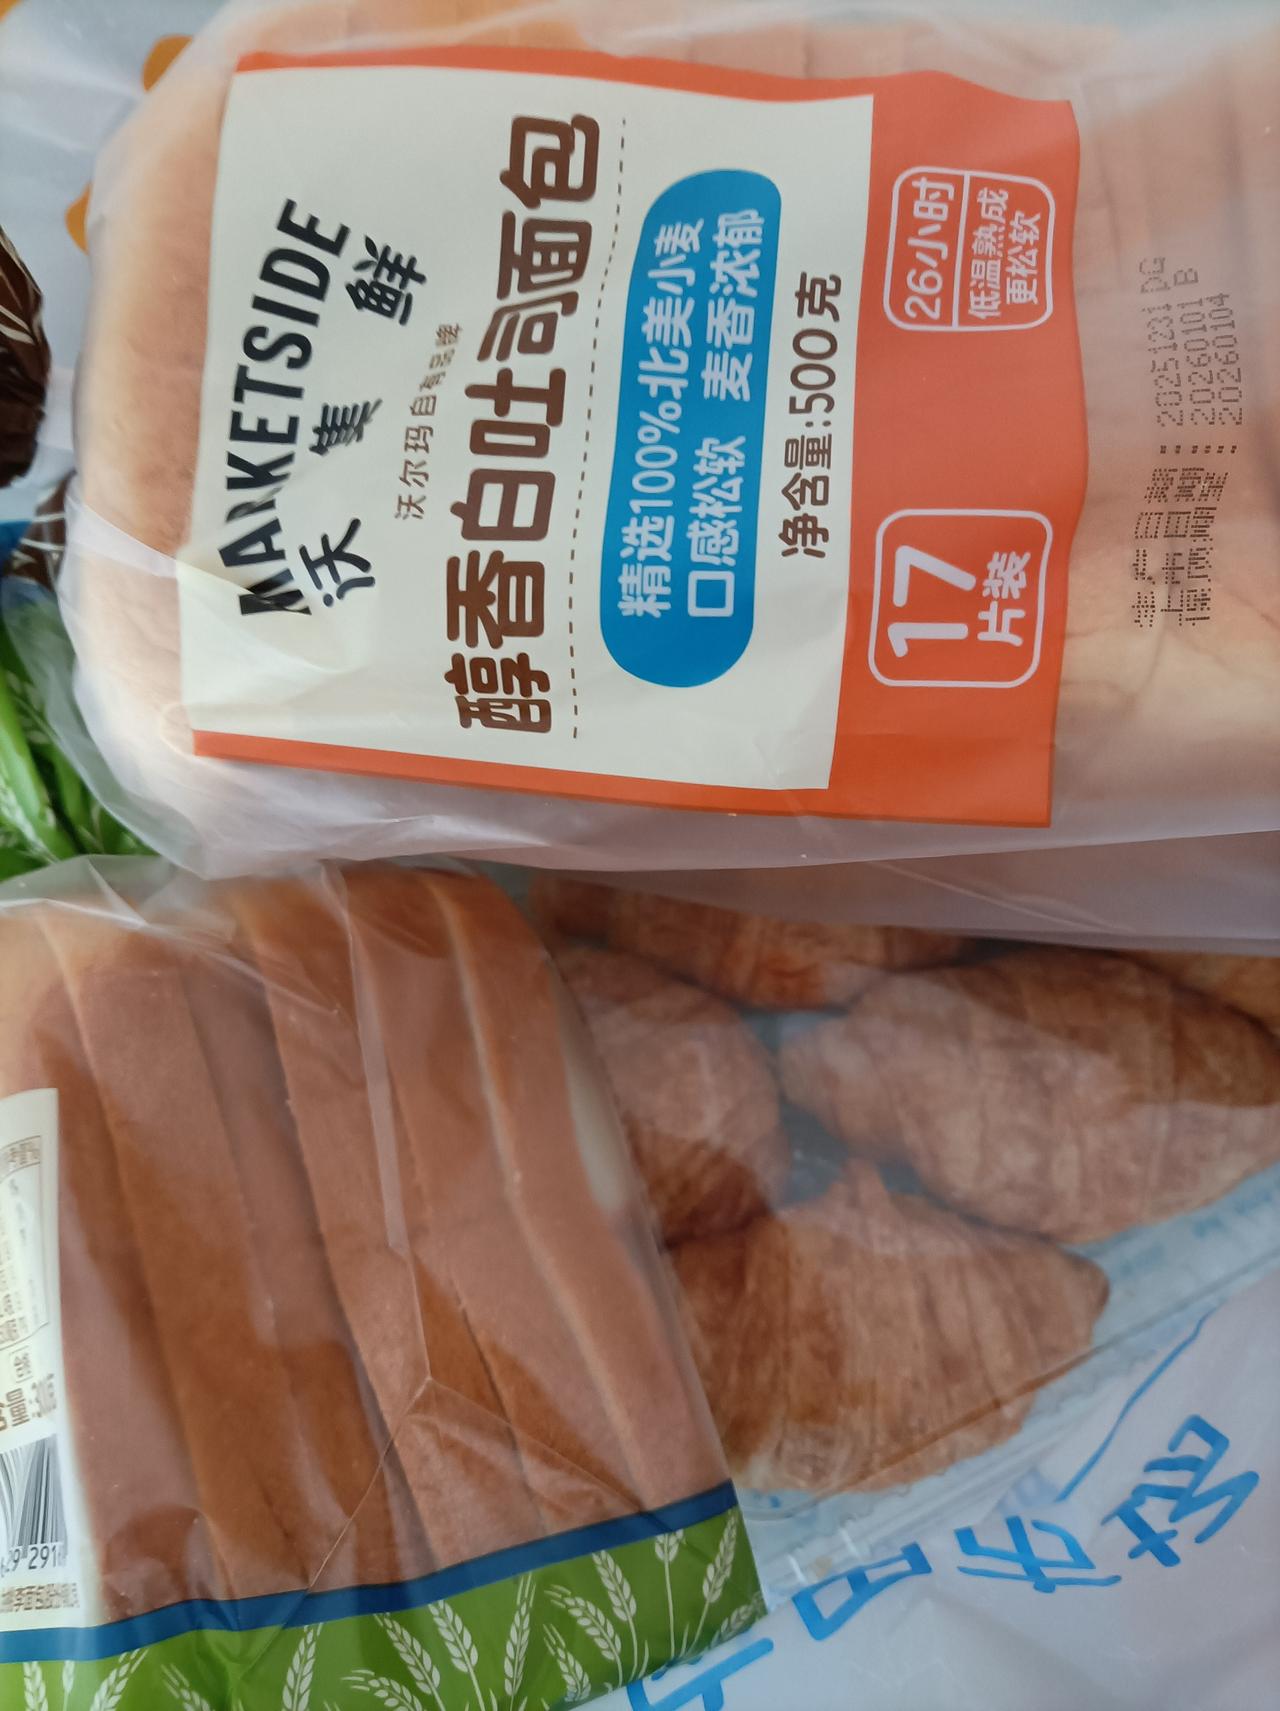 MARKETSIDE
沃集鲜
沃尔玛自有品牌
醇香白吐司面包
精选100%北美小麦
口感松软 麦香浓郁
净含量:500克
17
片装
26小时
低温熟成
更松软
生产日期: 20251231 DG
上市日期: 20260101 B
保质期至: 20260104